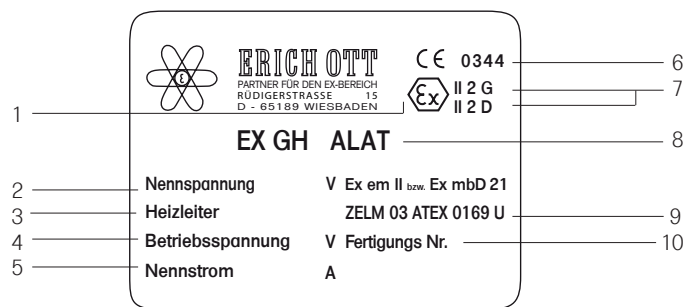 ERICH OTT
PARTNER FÜR DEN EX-BEREICH
RÜDIGERSTRASSE 15
D - 65189 WIESBADEN
CE 0344
Ex II 2 G
II 2 D
EX GH ALAT
Nennspannung V Ex em II bzw. Ex mbD 21
Heizleiter ZELM 03 ATEX 0169 U
Betriebsspannung V Fertigungs Nr.
Nennstrom A
1
2
3
4
5
6
7
8
9
10